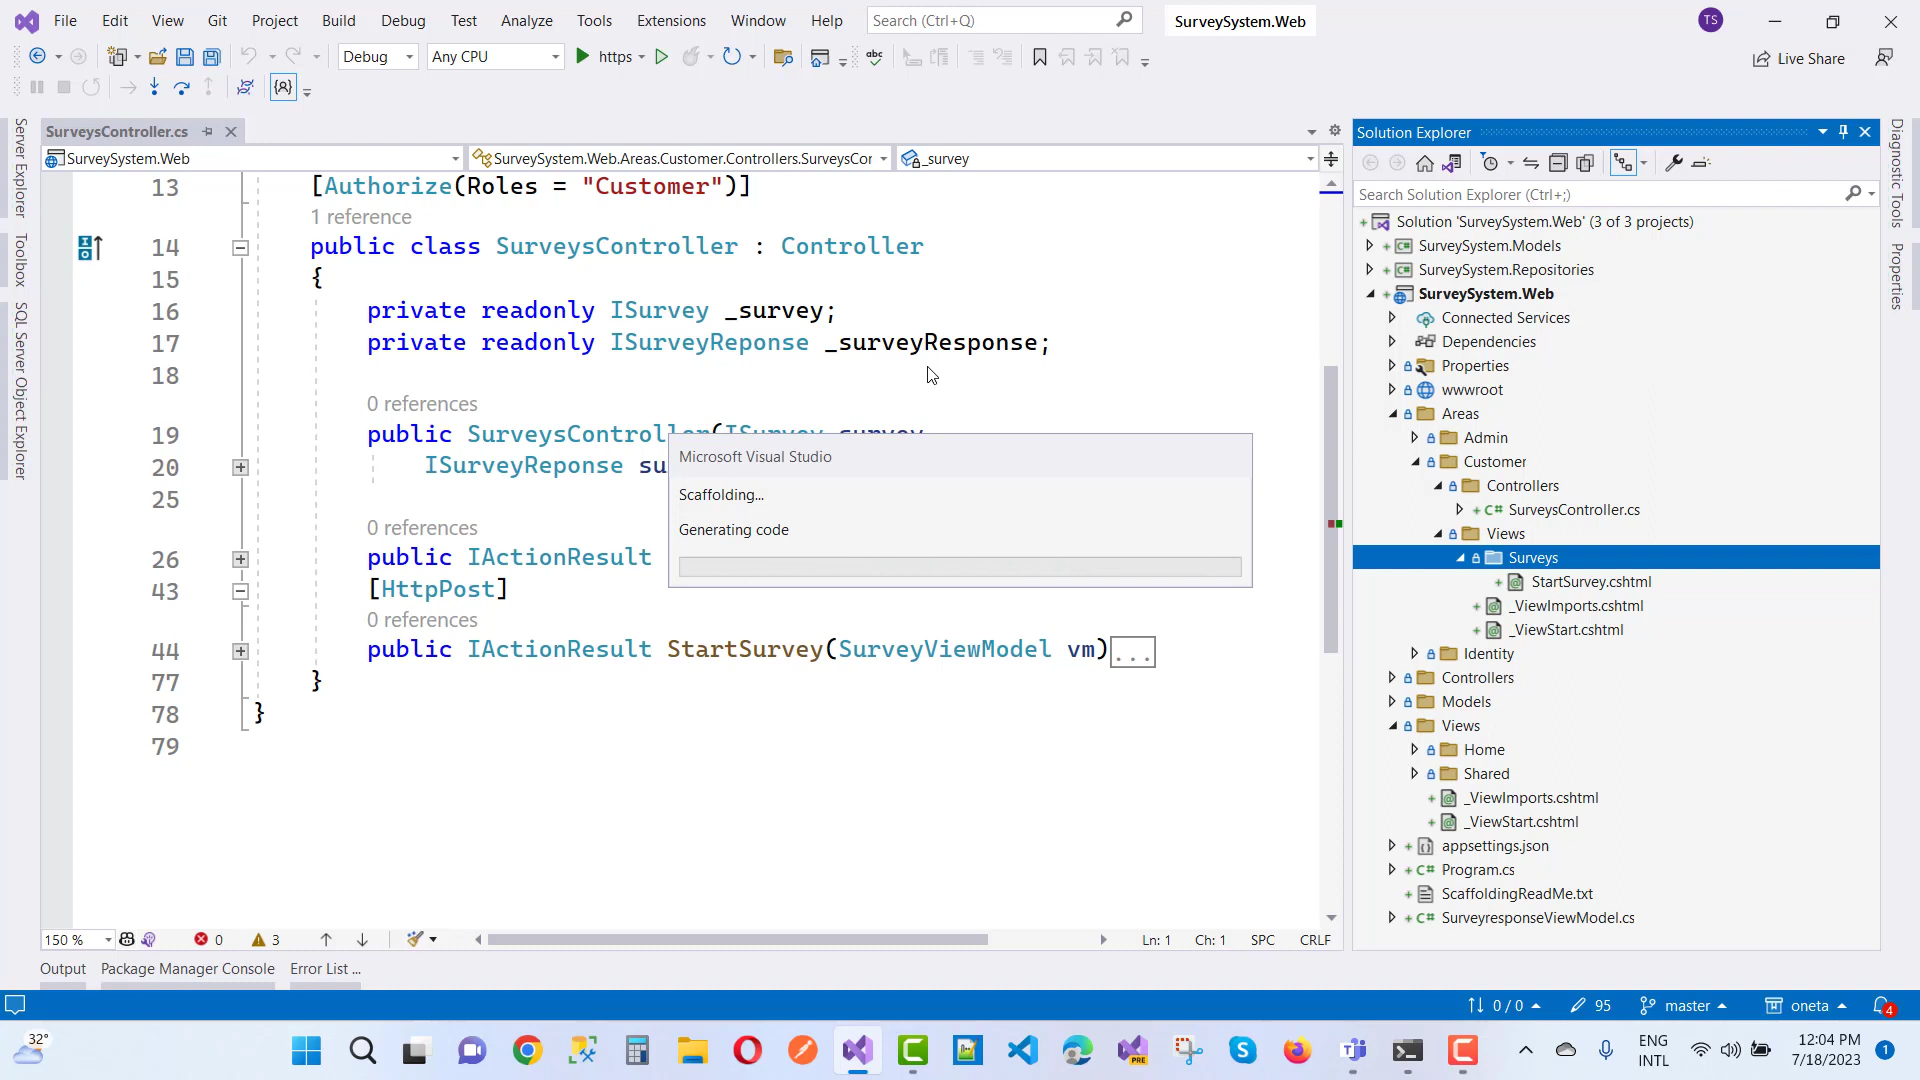 File Edit View Git Project Build Debug Test Analyze Tools Extensions Window Help Search (Ctrl+Q) SurveySystem.Web TS
Debug Any CPU https abc Live Share
Server Explorer
Toolbox
SQL Server Object Explorer
SurveysController.cs
SurveySystem.Web SurveySystem.Web.Areas.Customer.Controllers.SurveysCor _survey
13 [Authorize(Roles = "Customer")]
1 reference
14 public class SurveysController : Controller
15 {
16 private readonly ISurvey _survey;
17 private readonly ISurveyReponse _surveyResponse;
18
0 references
19 public SurveysController(ISurvey survey
20 ISurveyReponse su
25
0 references
26 public IActionResult
43 [HttpPost]
0 references
44 public IActionResult StartSurvey(SurveyViewModel vm)...
77 }
78 }
79
Microsoft Visual Studio
Scaffolding...
Generating code
150 % 0 3 Ln: 1 Ch: 1 SPC CRLF
Output Package Manager Console Error List ...
Solution Explorer
Search Solution Explorer (Ctrl+;)
Solution 'SurveySystem.Web' (3 of 3 projects)
SurveySystem.Models
SurveySystem.Repositories
SurveySystem.Web
Connected Services
Dependencies
Properties
wwwroot
Areas
Admin
Customer
Controllers
C# SurveysController.cs
Views
Surveys
StartSurvey.cshtml
_ViewImports.cshtml
_ViewStart.cshtml
Identity
Controllers
Models
Views
Home
Shared
_ViewImports.cshtml
_ViewStart.cshtml
appsettings.json
C# Program.cs
ScaffoldingReadMe.txt
C# SurveyresponseViewModel.cs
Diagnostic Tools
Properties
0 / 0 95 master oneta 4
32° PRE ENG INTL 12:04 PM 7/18/2023 1